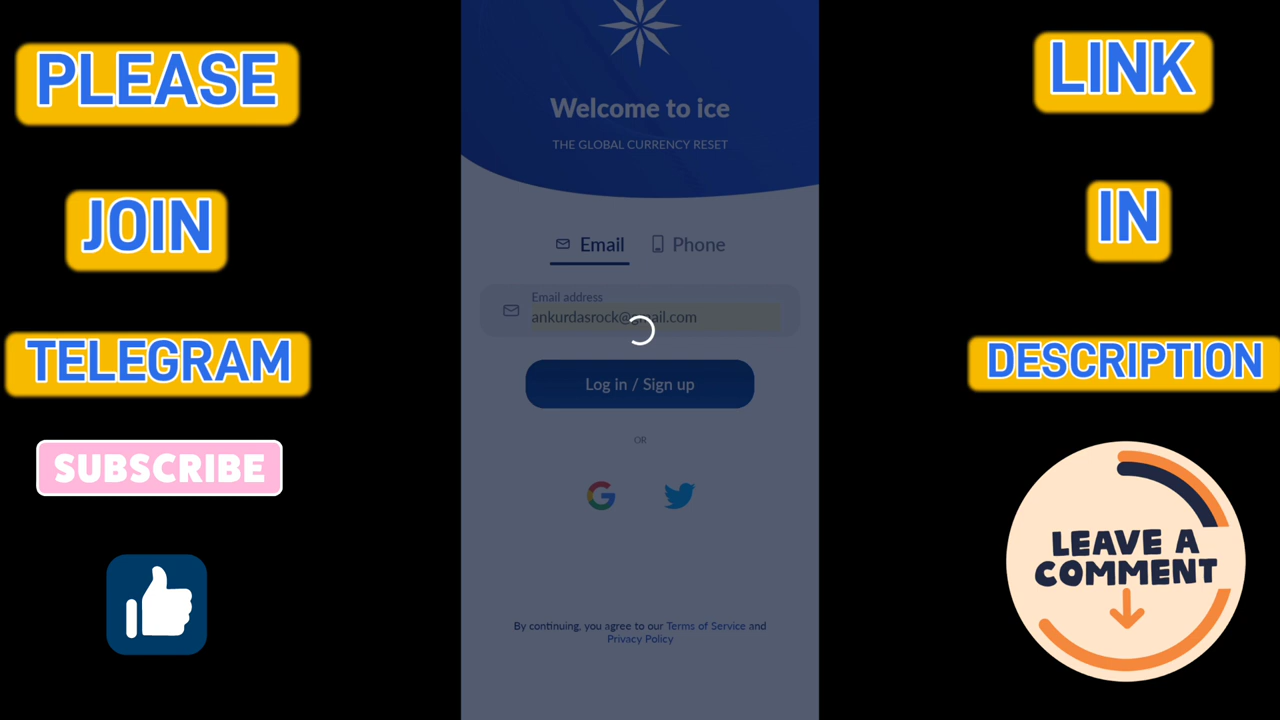 PLEASE
JOIN
TELEGRAM
SUBSCRIBE
Welcome to ice
THE GLOBAL CURRENCY RESET
Email
Phone
Email address
ankurdasrock@gmail.com
Log in / Sign up
OR
By continuing, you agree to our Terms of Service and
Privacy Policy
LINK
IN
DESCRIPTION
LEAVE A
COMMENT